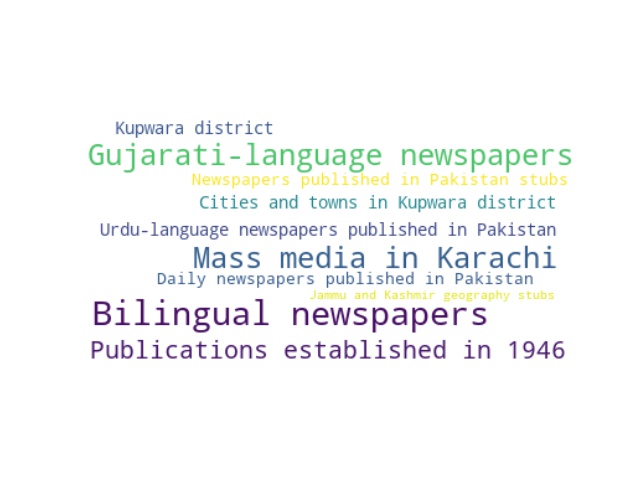 Kupwara district
Gujarati-language newspapers
Newspapers published in Pakistan stubs
Cities and towns in Kupwara district
Urdu-language newspapers published in Pakistan
Mass media in Karachi
Daily newspapers published in Pakistan
Jammu and Kashmir geography stubs
Bilingual newspapers
Publications established in 1946